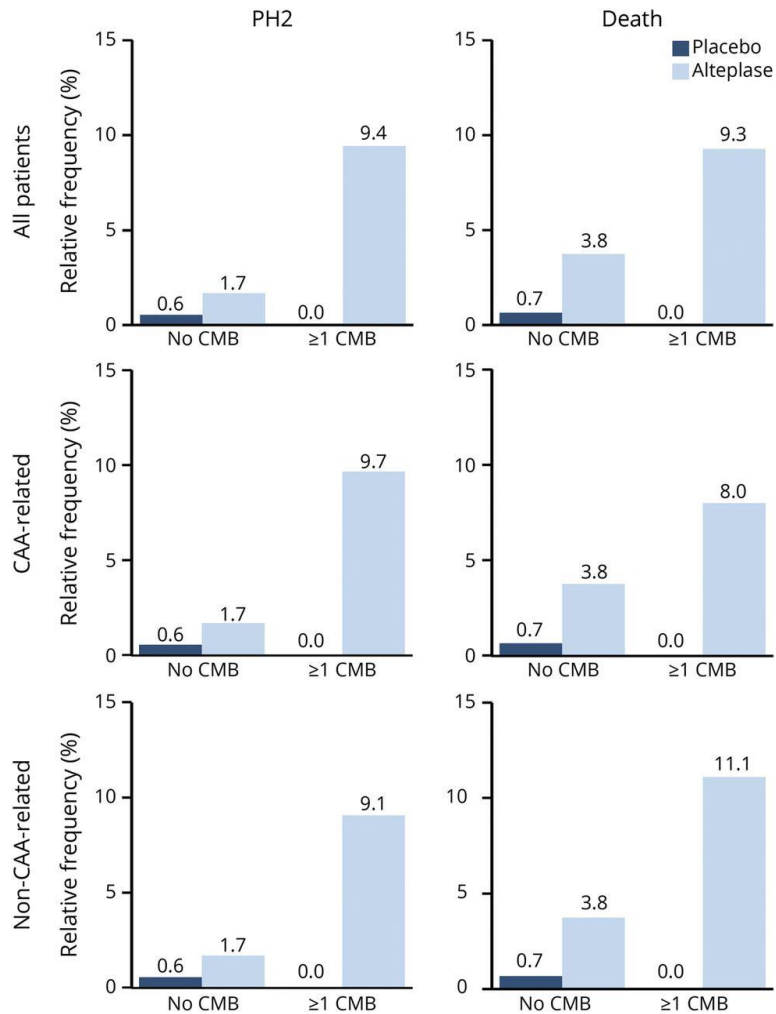 PH2
Death
Placebo
Alteplase
All patients
Relative frequency (%)
15
10
5
0
0.6
1.7
0.0
9.4
No CMB
≥1 CMB
15
10
5
0
0.7
3.8
0.0
9.3
No CMB
≥1 CMB
CAA-related
Relative frequency (%)
15
10
5
0
0.6
1.7
0.0
9.7
No CMB
≥1 CMB
15
10
5
0
0.7
3.8
0.0
8.0
No CMB
≥1 CMB
Non-CAA-related
Relative frequency (%)
15
10
5
0
0.6
1.7
0.0
9.1
No CMB
≥1 CMB
15
10
5
0
0.7
3.8
0.0
11.1
No CMB
≥1 CMB